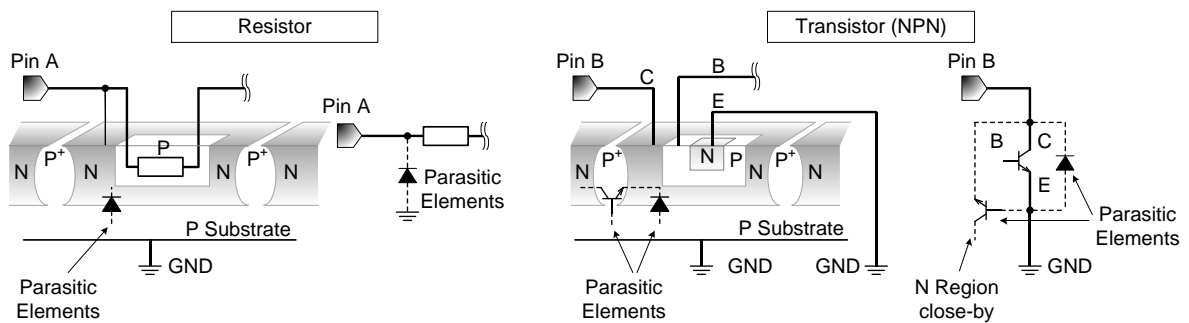 Resistor
Transistor (NPN)
Pin A
Pin A
P
N
P+
N
N
P+
N
Parasitic
Elements
P Substrate
GND
Parasitic
Elements
Pin B
C
B
E
N
P+
N
N
P
N
P+
N
P Substrate
GND
GND
Parasitic
Elements
Pin B
B
C
E
Parasitic
Elements
GND
N Region
close-by